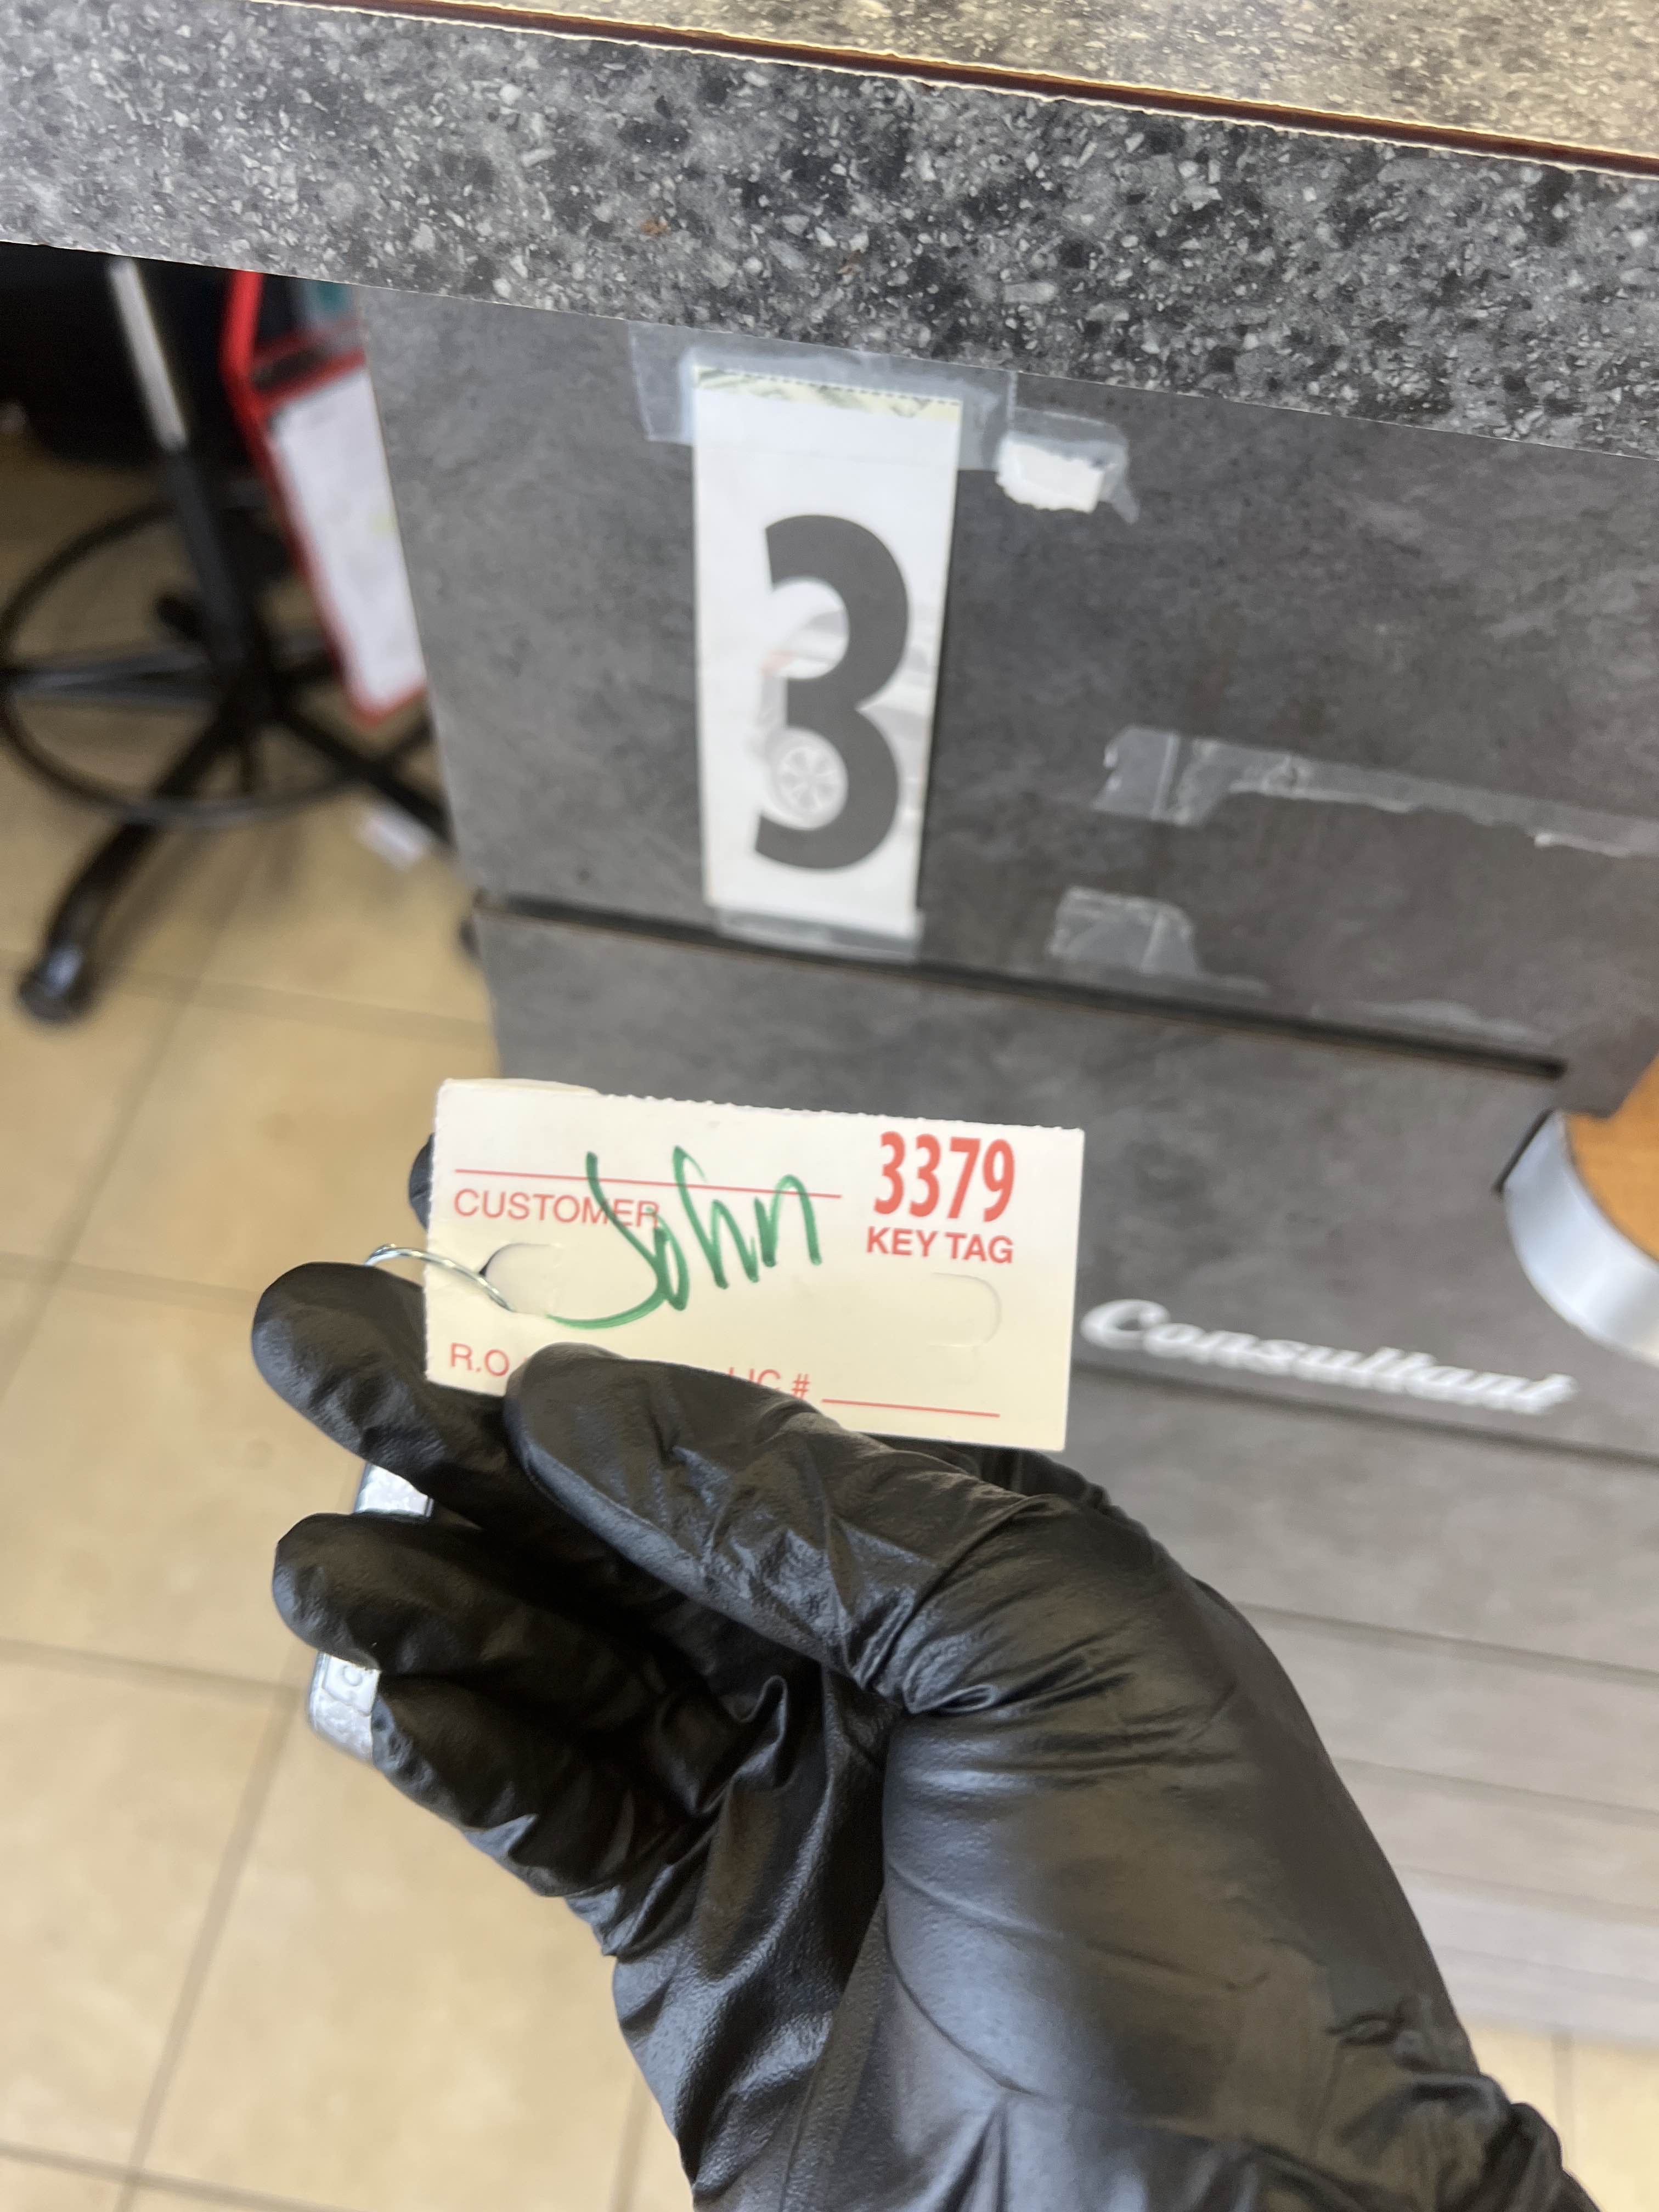 3
3379
CUSTOMER John
KEY TAG
R.O
LIC # 
Consultant